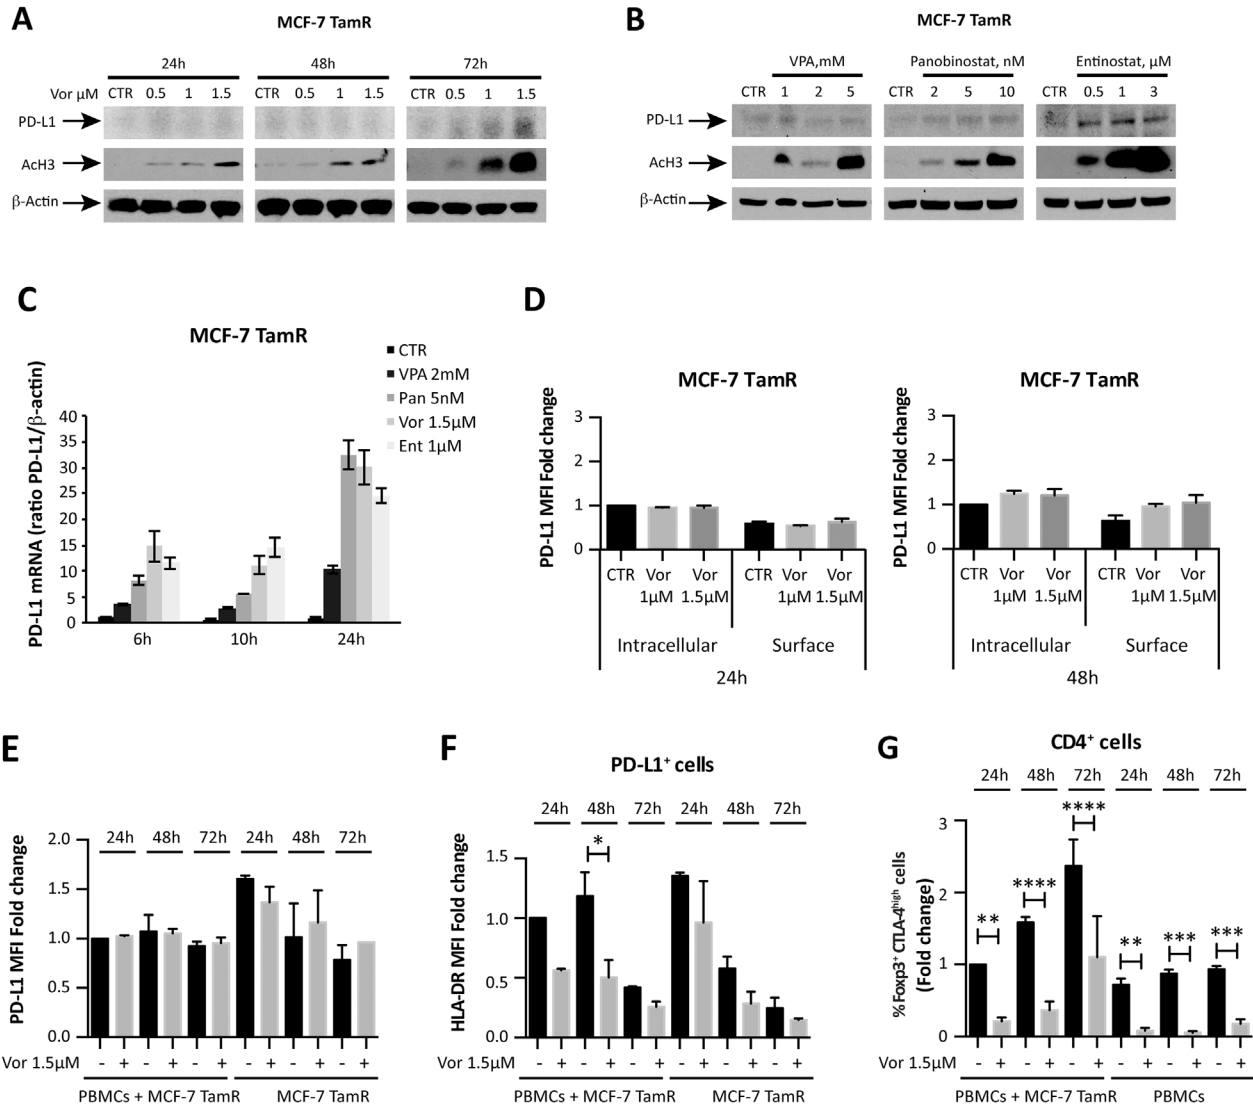 A
MCF-7 TamR
24h 48h 72h
Vor µM CTR 0.5 1 1.5 CTR 0.5 1 1.5 CTR 0.5 1 1.5
PD-L1
AcH3
β-Actin
B
MCF-7 TamR
VPA,mM Panobinostat, nM Entinostat, µM
CTR 1 2 5 CTR 2 5 10 CTR 0.5 1 3
PD-L1
AcH3
β-Actin
C
MCF-7 TamR
CTR
VPA 2mM
Pan 5nM
Vor 1.5µM
Ent 1µM
PD-L1 mRNA (ratio PD-L1/β-actin)
40
35
30
25
20
15
10
5
0
6h 10h 24h
D
MCF-7 TamR
PD-L1 MFI Fold change
3
2
1
0
CTR Vor Vor CTR Vor Vor
1µM 1.5µM 1µM 1.5µM
Intracellular Surface
24h
MCF-7 TamR
PD-L1 MFI Fold change
3
2
1
0
CTR Vor Vor CTR Vor Vor
1µM 1.5µM 1µM 1.5µM
Intracellular Surface
48h
E
24h 48h 72h 24h 48h 72h
PD-L1 MFI Fold change
2.0
1.5
1.0
0.5
0.0
Vor 1.5µM - + - + - + - + - + - +
PBMCs + MCF-7 TamR MCF-7 TamR
F
PD-L1⁺ cells
24h 48h 72h 24h 48h 72h
*
HLA-DR MFI Fold change
1.5
1.0
0.5
0.0
Vor 1.5µM - + - + - + - + - + - +
PBMCs + MCF-7 TamR MCF-7 TamR
G
CD4⁺ cells
24h 48h 72h 24h 48h 72h
** **** **** ** *** ***
% Foxp3⁺ CTLA-4ʰⁱᵍʰ cells
(Fold change)
3
2
1
0
Vor 1.5µM - + - + - + - + - + - +
PBMCs + MCF-7 TamR PBMCs